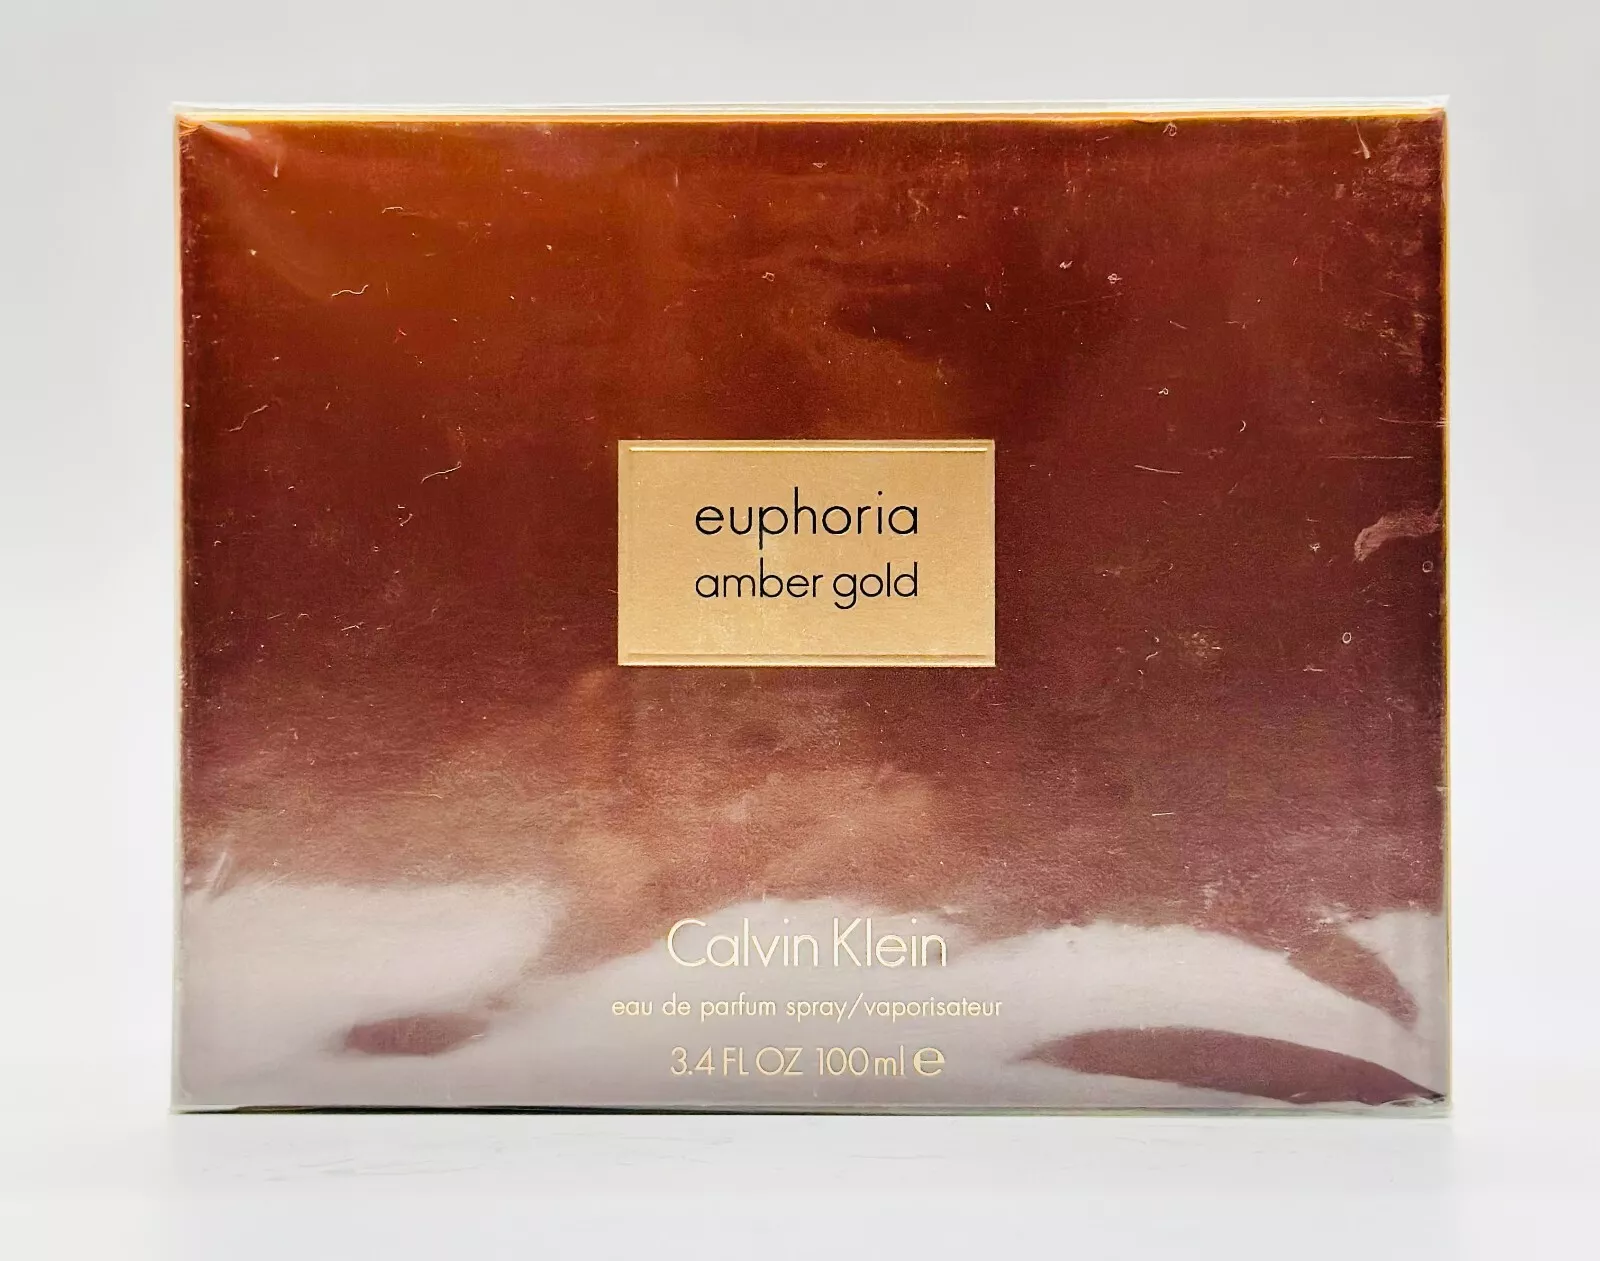 euphoria
amber gold
Calvin Klein
eau de parfum spray/vaporisateur
3.4 FL OZ 100 ml ℮